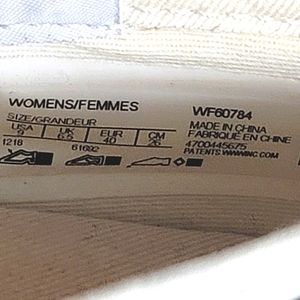 WOMENS/FEMMES
WF60784
SIZE/GRANDEUR
MADE IN CHINA
USA UK EUR CM
FABRIQUÉ EN CHINE
9 6.5 40 26
4700445675
1218 61692
PATENTS.WWWINC.COM